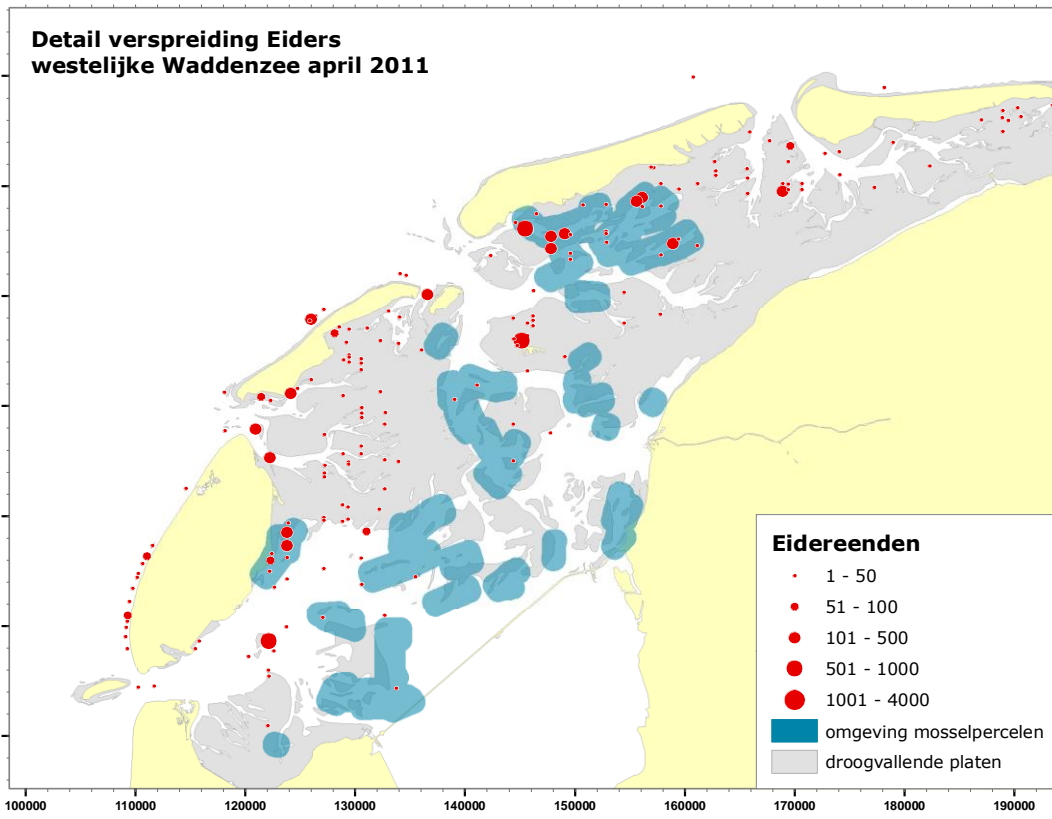 Detail verspreiding Eiders
westelijke Waddenzee april 2011
Eidereenden
1 - 50
51 - 100
101 - 500
501 - 1000
1001 - 4000
omgeving mosselpercelen
droogvallende platen
100000 110000 120000 130000 140000 150000 160000 170000 180000 190000